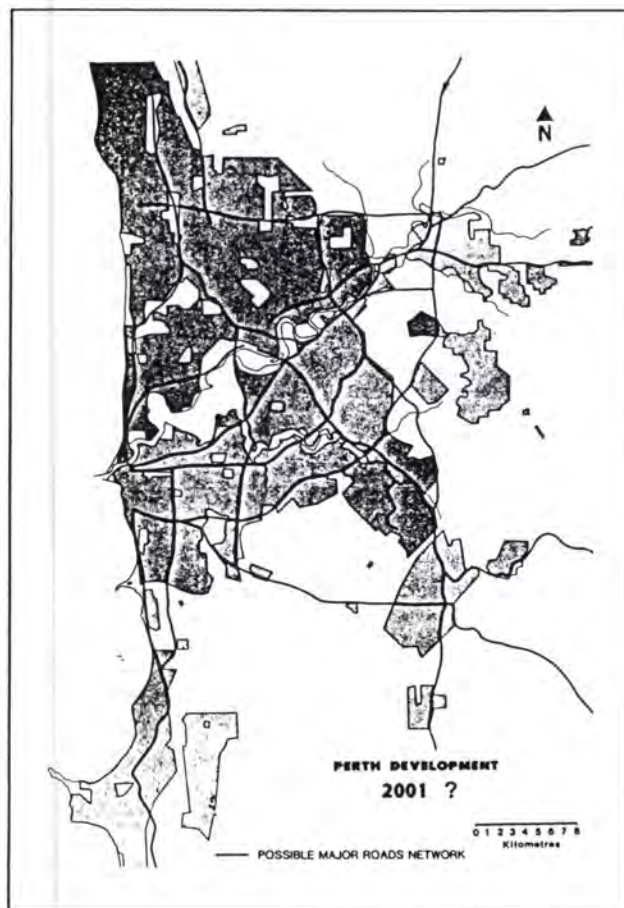 N
PERTH DEVELOPMENT
2001 ?
0 1 2 3 4 5 6 7 8
Kilometres
POSSIBLE MAJOR ROADS NETWORK